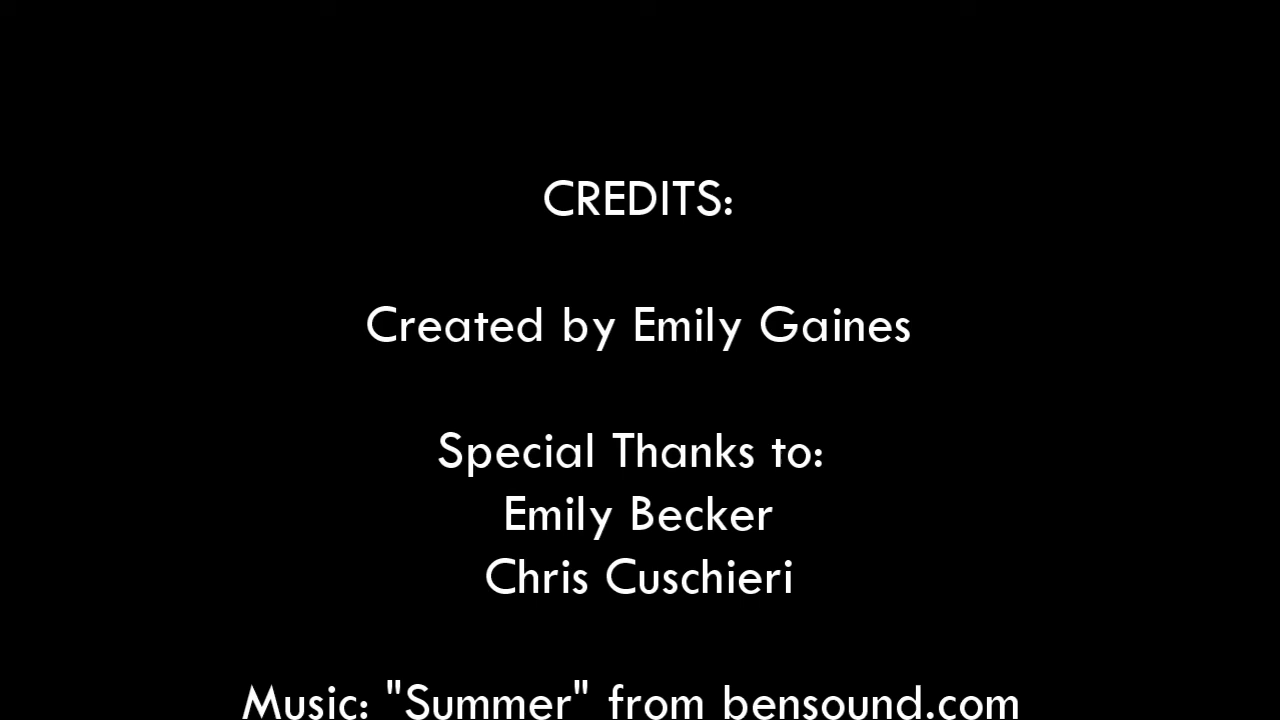 CREDITS:
Created by Emily Gaines
Special Thanks to:
Emily Becker
Chris Cuschieri
Music: "Summer" from bensound.com